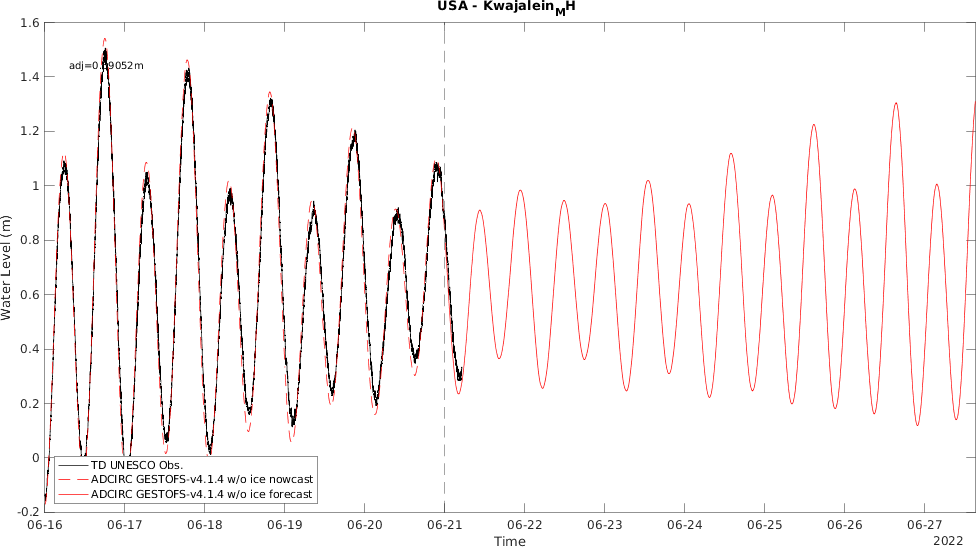 USA - KwajaleinMH
adj=0.09052m
1.6
1.4
1.2
1
0.8
0.6
0.4
0.2
0
-0.2
Water Level (m)
TD UNESCO Obs.
ADCIRC GESTOFS-v4.1.4 w/o ice nowcast
ADCIRC GESTOFS-v4.1.4 w/o ice forecast
06-16 06-17 06-18 06-19 06-20 06-21 06-22 06-23 06-24 06-25 06-26 06-27
Time
2022